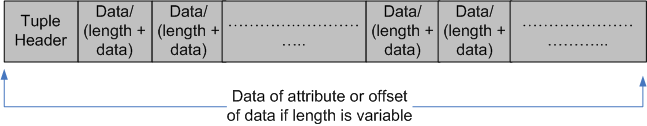 Tuple
Header
Data/
(length +
data)
Data/
(length +
data)
......................
.....
Data/
(length +
data)
Data/
(length +
data)
......................
...........
Data of attribute or offset
of data if length is variable